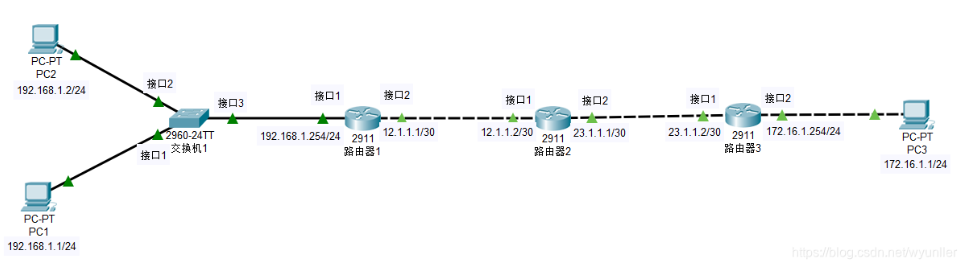 PC-PT
PC2
192.168.1.2/24
接口2
接口3
2960-24TT
交换机1
接口1
PC-PT
PC1
192.168.1.1/24
接口1
接口2
192.168.1.254/24
2911
路由器1
12.1.1.1/30
接口1
接口2
12.1.1.2/30
2911
路由器2
23.1.1.1/30
接口1
接口2
23.1.1.2/30
2911
路由器3
172.16.1.254/24
PC-PT
PC3
172.16.1.1/24
https://blog.csdn.net/wyunller